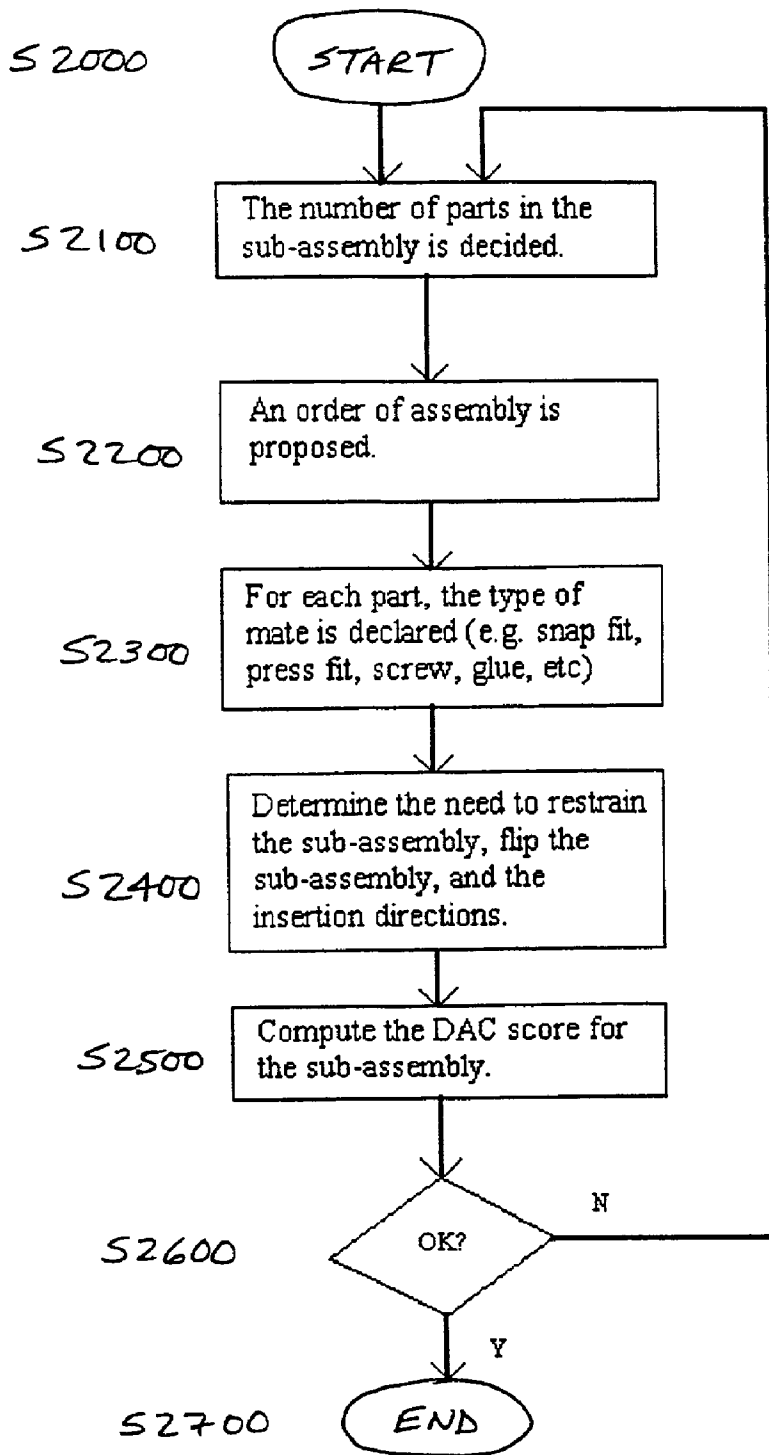 S2000
START
S2100
The number of parts in the
sub-assembly is decided.
S2200
An order of assembly is
proposed.
S2300
For each part, the type of
mate is declared (e.g. snap fit,
press fit, screw, glue, etc)
S2400
Determine the need to restrain
the sub-assembly, flip the
sub-assembly, and the
insertion directions.
S2500
Compute the DAC score for
the sub-assembly.
S2600
OK?
N
Y
S2700
END